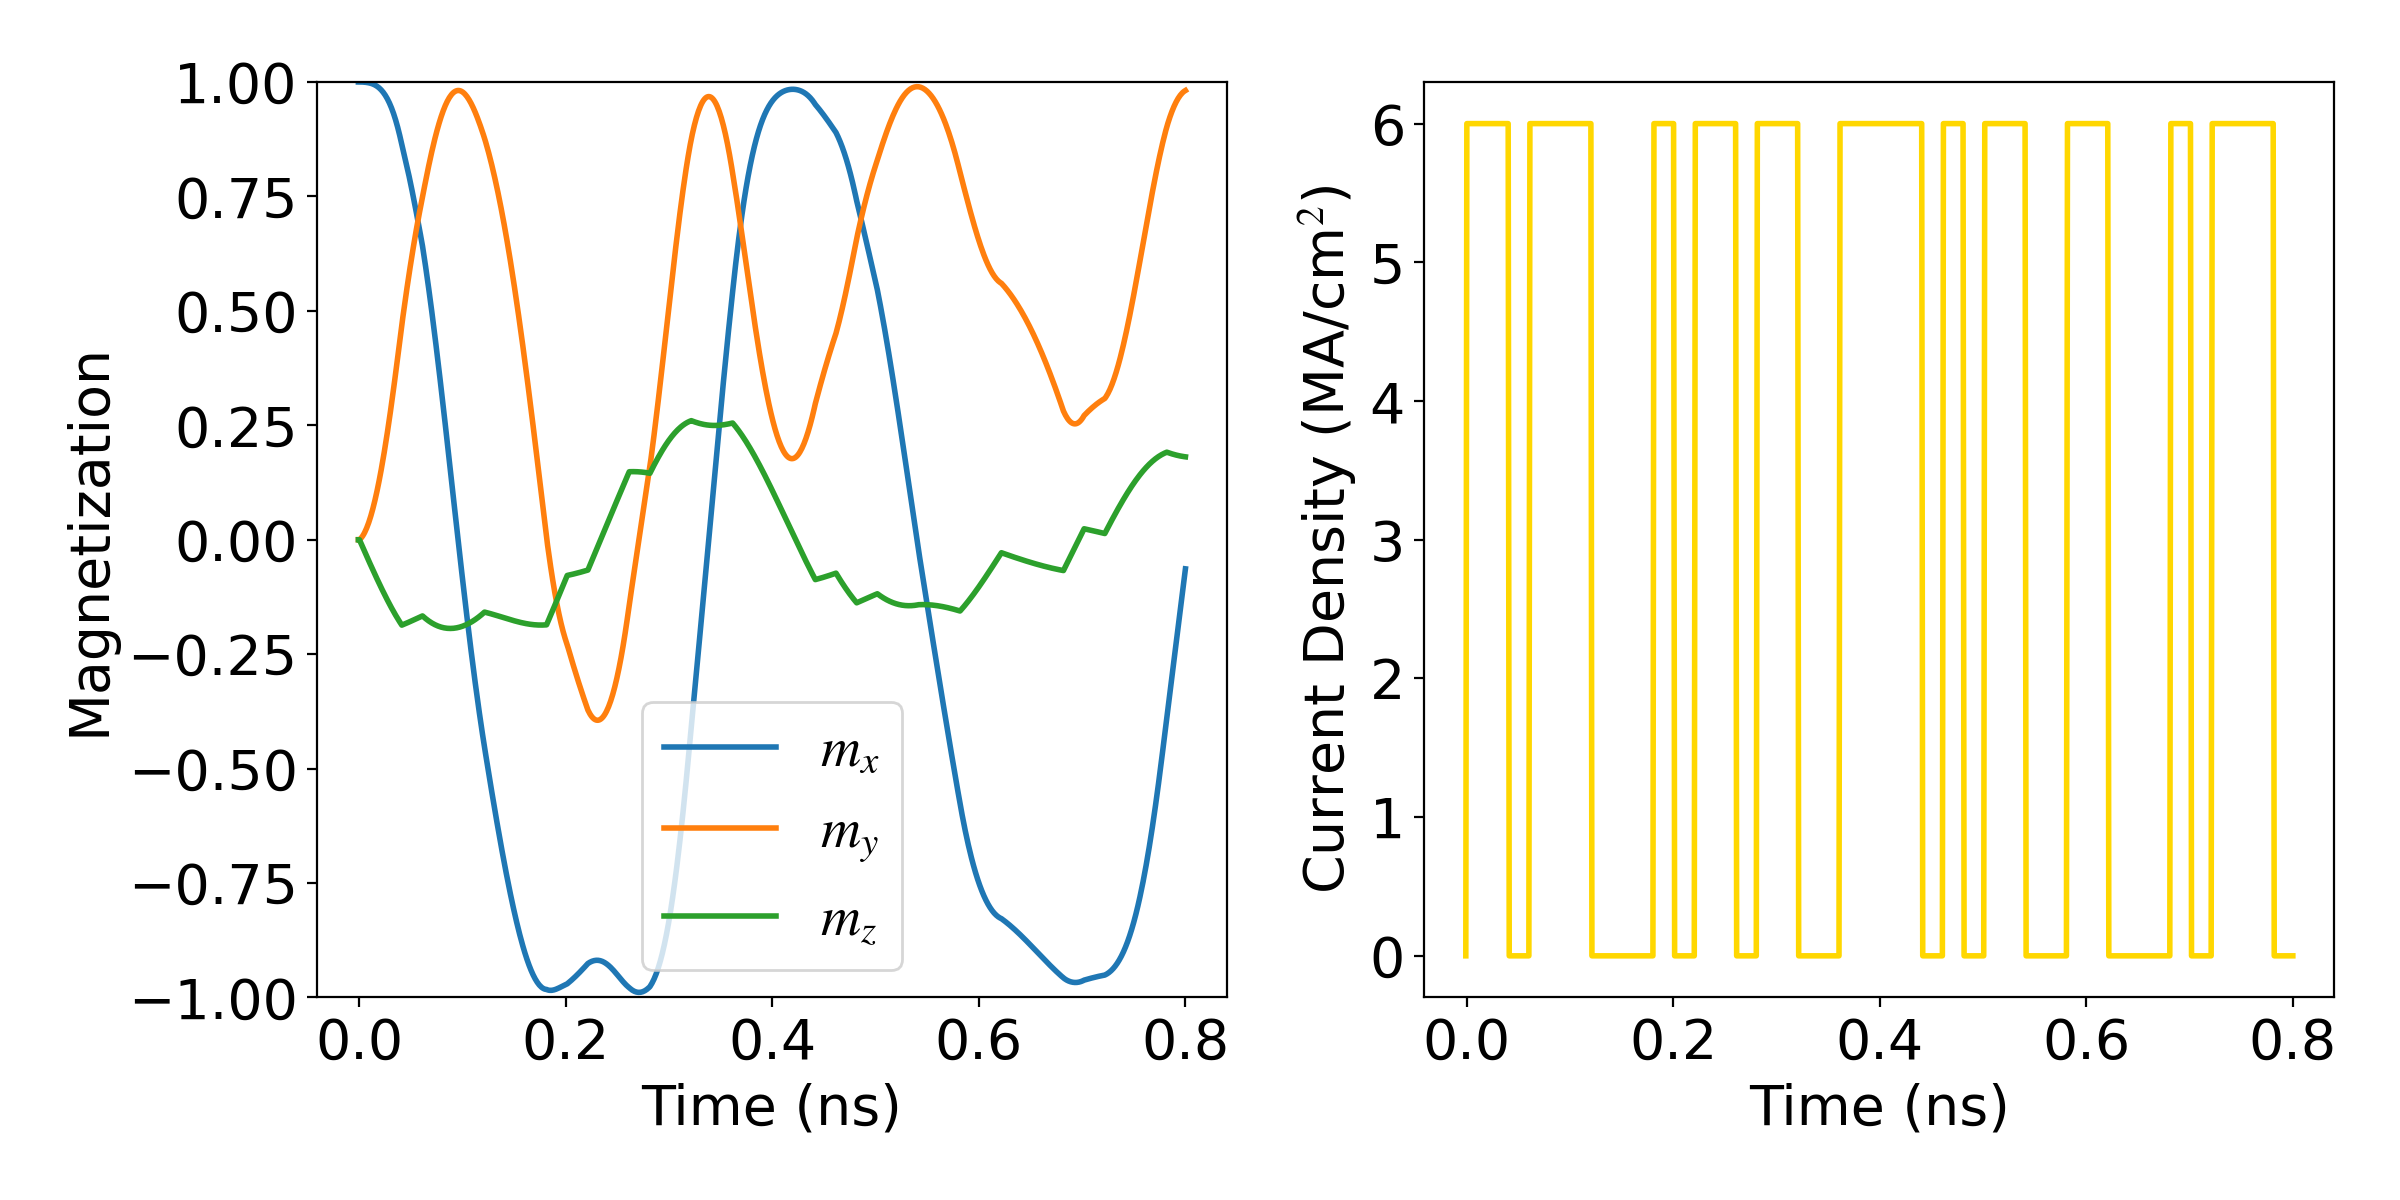 Magnetization
1.00
0.75
0.50
0.25
0.00
−0.25
−0.50
−0.75
−1.00
0.0 0.2 0.4 0.6 0.8
Time (ns)
m_x
m_y
m_z
Current Density (MA/cm²)
6
5
4
3
2
1
0
0.0 0.2 0.4 0.6 0.8
Time (ns)